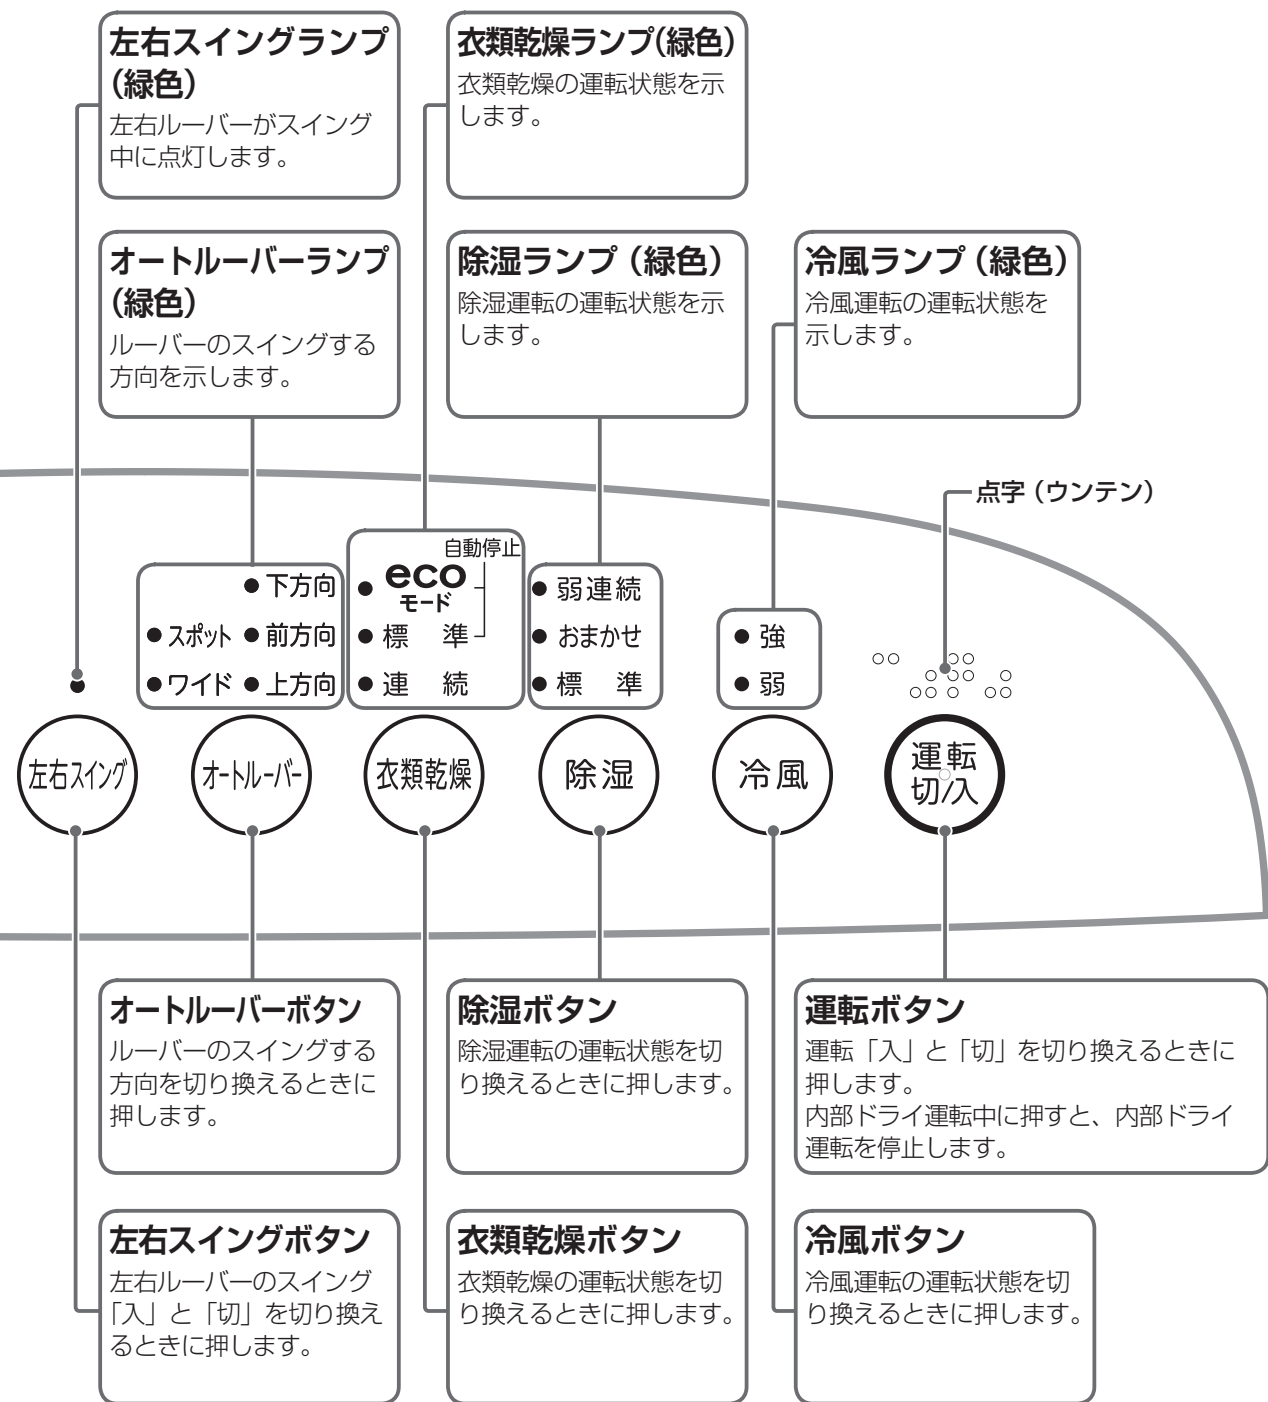 左右スイングランプ
(緑色)
左右ルーバーがスイング
中に点灯します。
衣類乾燥ランプ(緑色)
衣類乾燥の運転状態を示
します。
オートルーバーランプ
(緑色)
ルーバーのスイングする
方向を示します。
除湿ランプ(緑色)
除湿運転の運転状態を示
します。
冷風ランプ(緑色)
冷風運転の運転状態を
示します。
点字(ウンテン)
●下方向
●スポット ●前方向
●ワイド ●上方向
自動停止
● eco
モード
●標 準
●連 続
●弱連続
●おまかせ
●標 準
●強
●弱
左右スイング
オートルーバー
衣類乾燥
除湿
冷風
運転
切/入
オートルーバーボタン
ルーバーのスイングする
方向を切り換えるときに
押します。
除湿ボタン
除湿運転の運転状態を切
り換えるときに押します。
運転ボタン
運転「入」と「切」を切り換えるときに
押します。
内部ドライ運転中に押すと、内部ドライ
運転を停止します。
左右スイングボタン
左右ルーバーのスイング
「入」と「切」を切り換え
るときに押します。
衣類乾燥ボタン
衣類乾燥の運転状態を切
り換えるときに押します。
冷風ボタン
冷風運転の運転状態を切
り換えるときに押します。